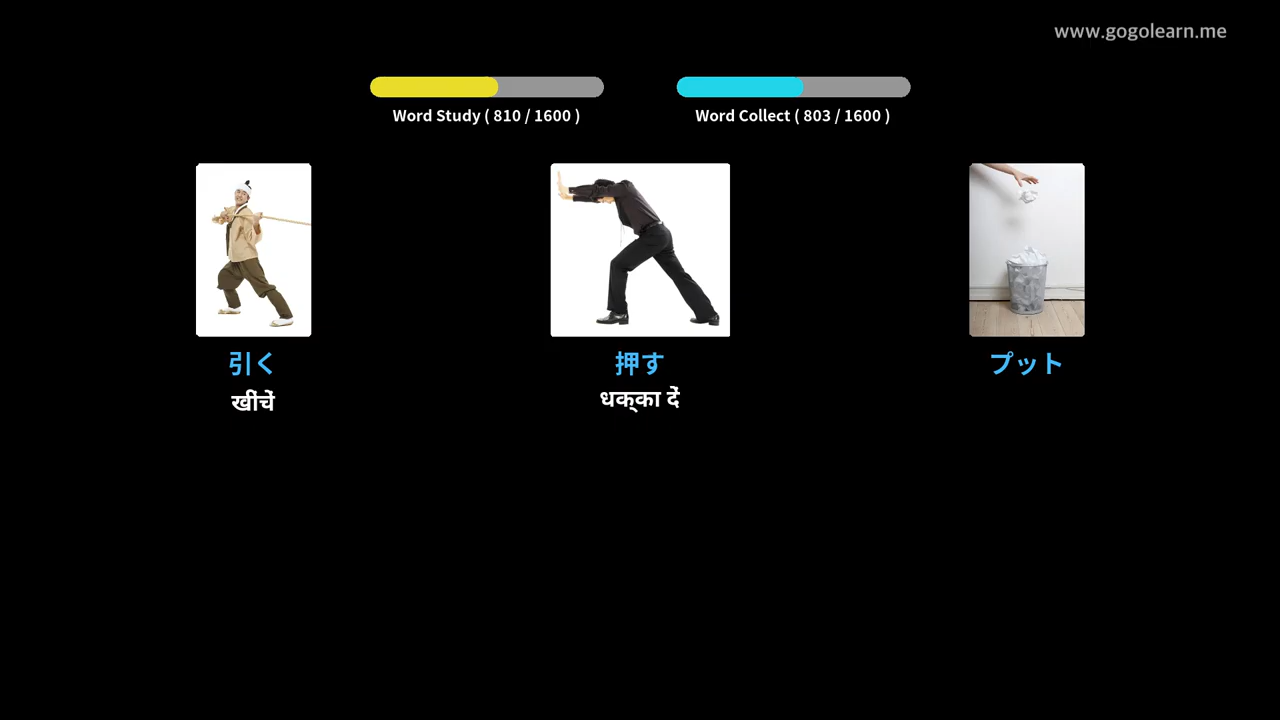 www.gogolearn.me
Word Study ( 810 / 1600 )
Word Collect ( 803 / 1600 )
引く
押す
プット
खींचें
धक्का दें